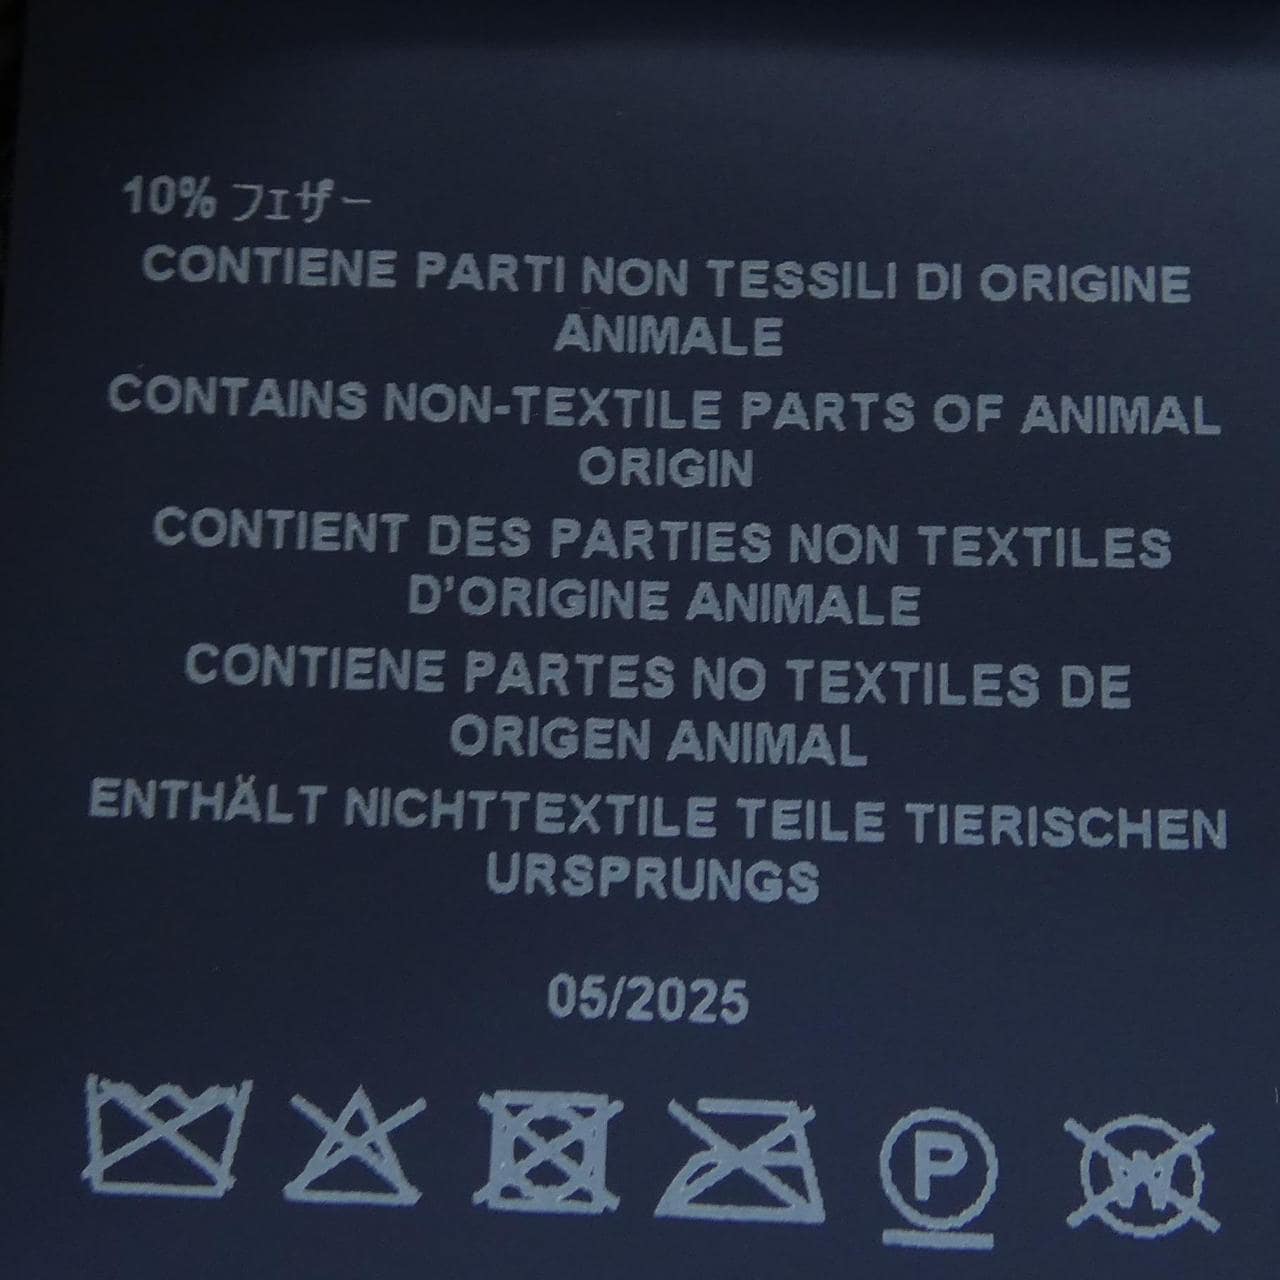 10% フェザー
CONTIENE PARTI NON TESSILI DI ORIGINE
ANIMALE
CONTAINS NON-TEXTILE PARTS OF ANIMAL
ORIGIN
CONTIENT DES PARTIES NON TEXTILES
D'ORIGINE ANIMALE
CONTIENE PARTES NO TEXTILES DE
ORIGEN ANIMAL
ENTHÄLT NICHTTEXTILE TEILE TIERISCHEN
URSPRUNGS
05/2025
P W